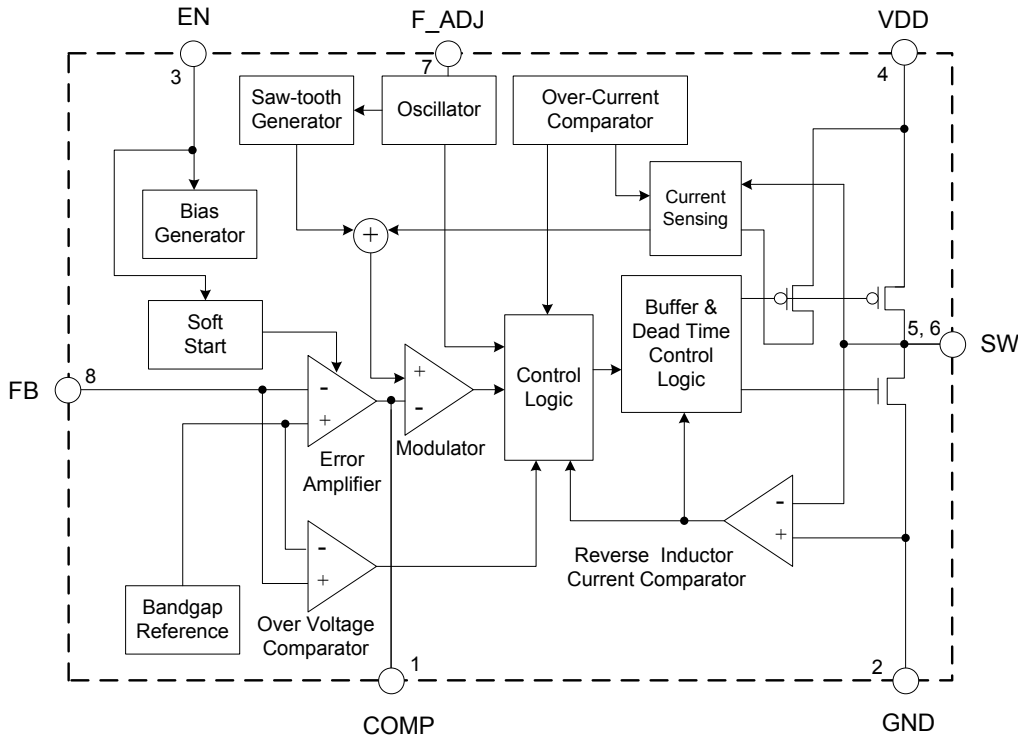 EN
F_ADJ
VDD
3
7
4
Saw-tooth
Generator
Oscillator
Over-Current
Comparator
Bias
Generator
+
Current
Sensing
Soft
Start
Buffer &
Dead Time
Control
Logic
5, 6
SW
FB
8
-
+
Error
Amplifier
+
-
Modulator
Control
Logic
-
+
Reverse Inductor
Current Comparator
-
+
Over Voltage
Comparator
Bandgap
Reference
1
2
COMP
GND